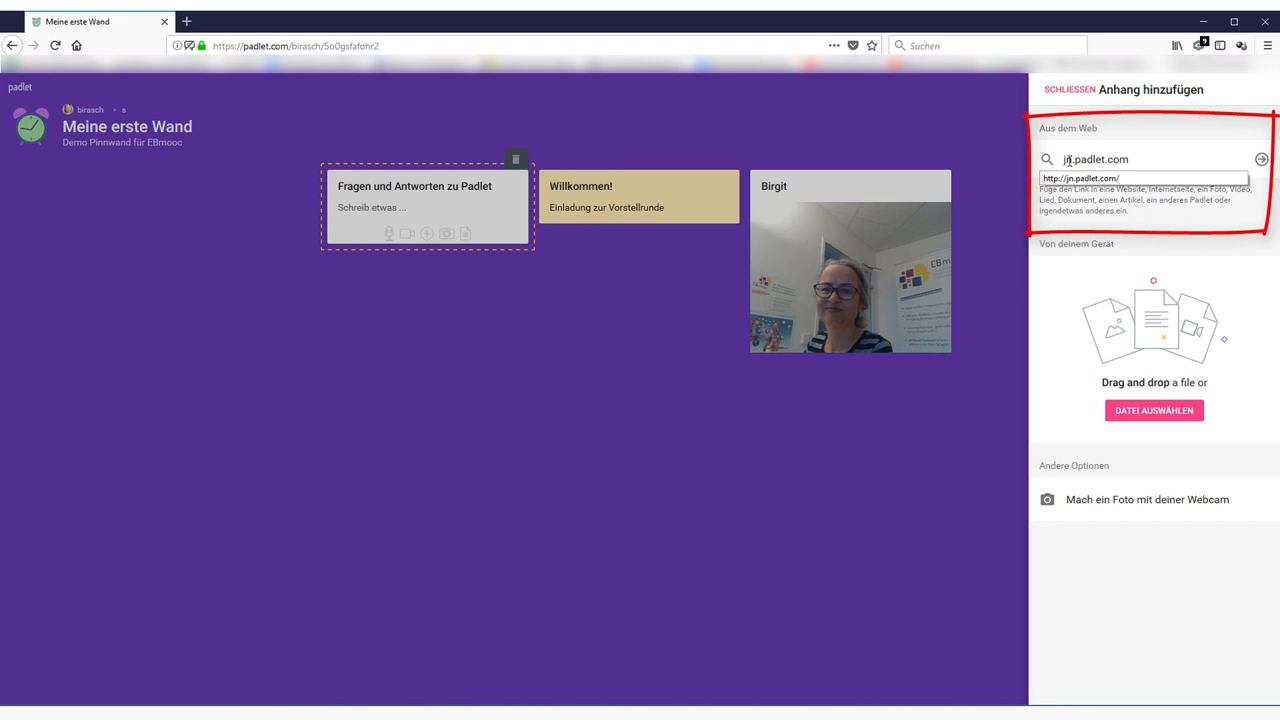 Meine erste Wand
https://padlet.com/birasch/5o0gsfafohr2
Suchen
9
padlet
birasch • 8
Meine erste Wand
Demo Pinnwand für EBmooc
Fragen und Antworten zu Padlet
Schreib etwas ...
Willkommen!
Einladung zur Vorstellrunde
Birgit
EBm
SCHLIESSEN Anhang hinzufügen
Aus dem Web
jn.padlet.com
http://jn.padlet.com/
Füge den Link in eine Website, Internetseite, ein Foto, Video,
Lied, Dokument, einen Artikel, ein anderes Padlet oder
irgendetwas anderes ein.
Von deinem Gerät
Drag and drop a file or
DATEI AUSWÄHLEN
Andere Optionen
Mach ein Foto mit deiner Webcam